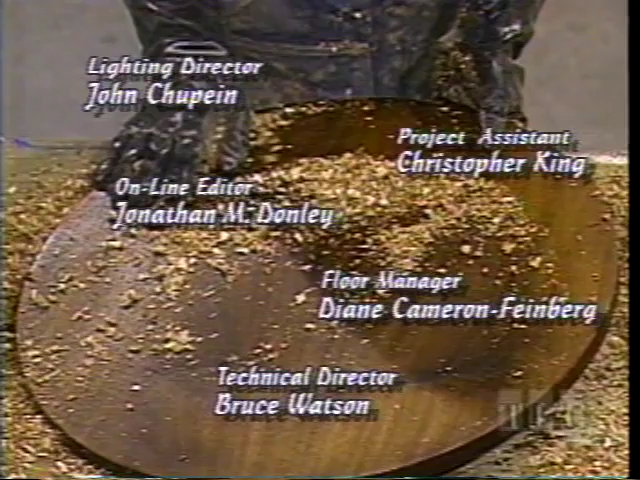 Lighting Director
John Chupein
Project Assistant
Christopher King
On-Line Editor
Jonathan M. Donley
Floor Manager
Diane Cameron-Feinberg
Technical Director
Bruce Watson